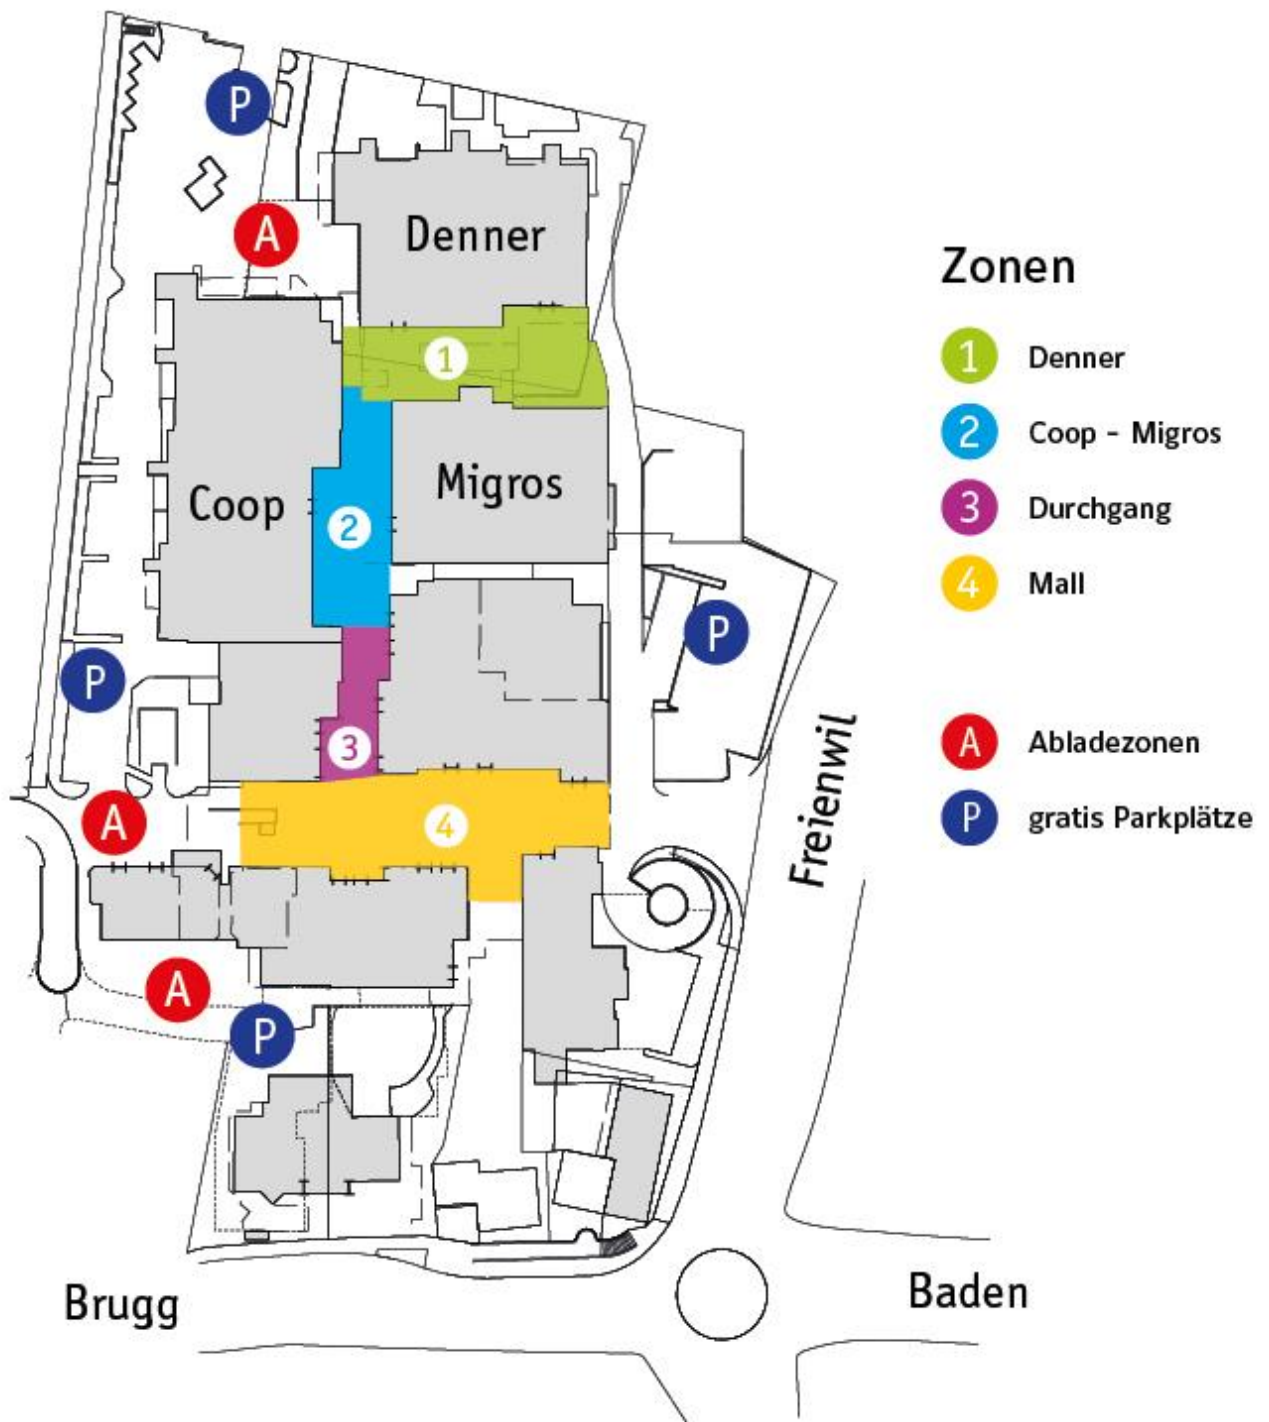 P
A
Denner
1
Coop
Migros
2
P
P
3
A
4
Freienwil
A
P
Brugg
Baden
Zonen
1 Denner
2 Coop - Migros
3 Durchgang
4 Mall
A Abladezonen
P gratis Parkplätze